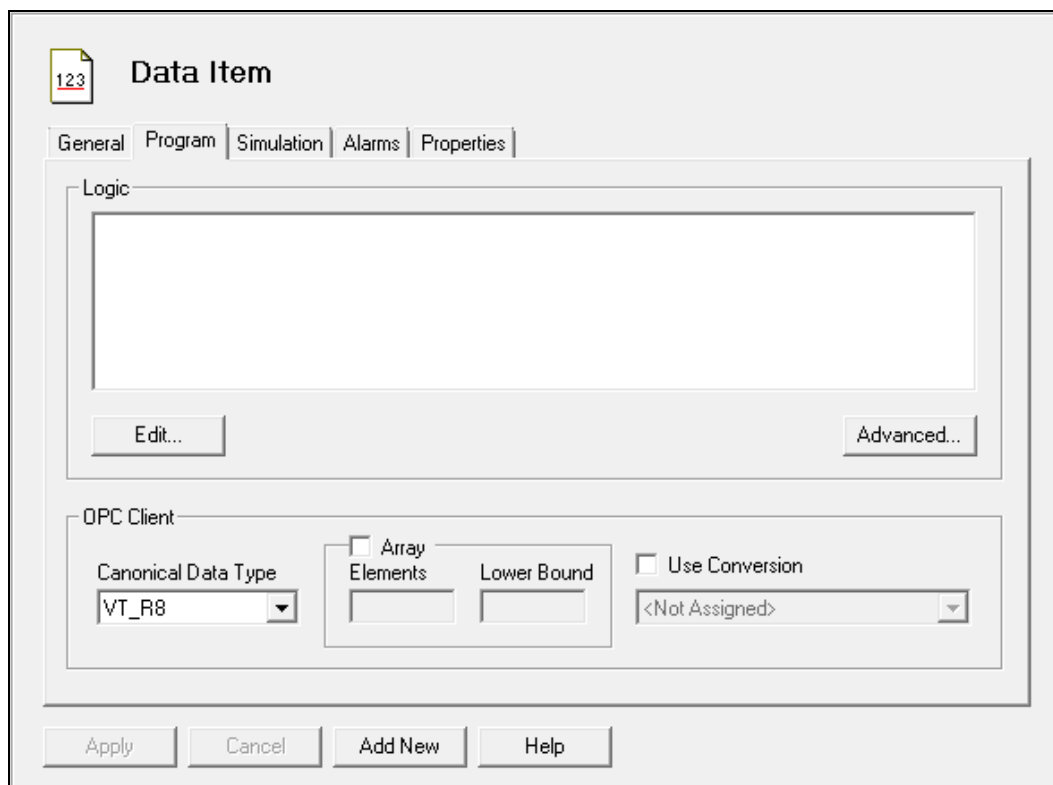 123
Data Item
General Program Simulation Alarms Properties
Logic
Edit... Advanced...
OPC Client
Array
Use Conversion
Canonical Data Type Elements Lower Bound
VT_R8 <Not Assigned>
Apply Cancel Add New Help